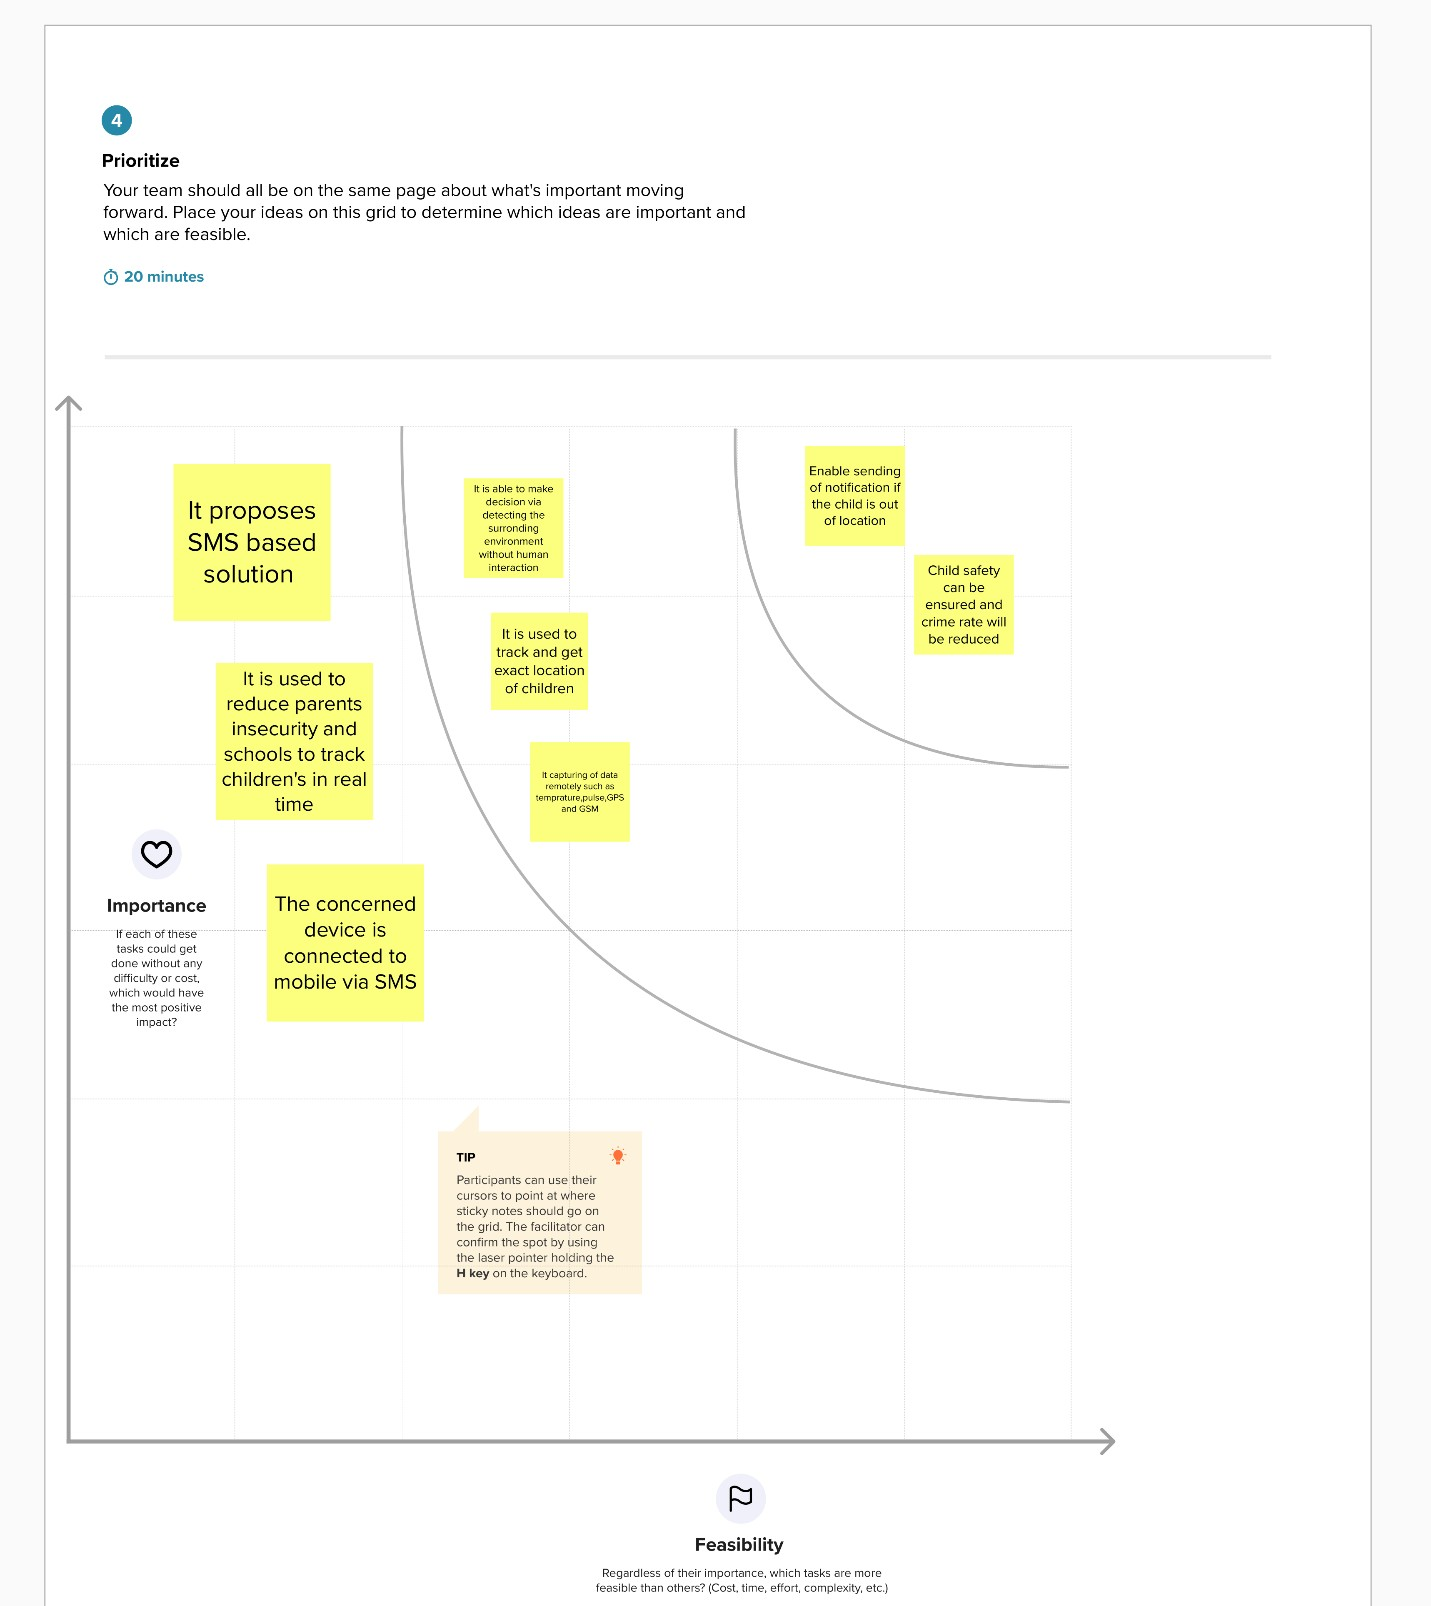 4
Prioritize
Your team should all be on the same page about what's important moving
forward. Place your ideas on this grid to determine which ideas are important and
which are feasible.
20 minutes
It proposes
SMS based
solution
It is able to make
decision via
detecting the
surronding
environment
without human
interaction
Enable sending
of notification if
the child is out
of location
Child safety
can be
ensured and
crime rate will
be reduced
It is used to
track and get
exact location
of children
It is used to
reduce parents
insecurity and
schools to track
children's in real
time
It capturing of data
remotely such as
temprature,pulse,GPS
and GSM
The concerned
device is
connected to
mobile via SMS
Importance
If each of these
tasks could get
done without any
difficulty or cost,
which would have
the most positive
impact?
TIP
Participants can use their
cursors to point at where
sticky notes should go on
the grid. The facilitator can
confirm the spot by using
the laser pointer holding the
H key on the keyboard.
Feasibility
Regardless of their importance, which tasks are more
feasible than others? (Cost, time, effort, complexity, etc.)